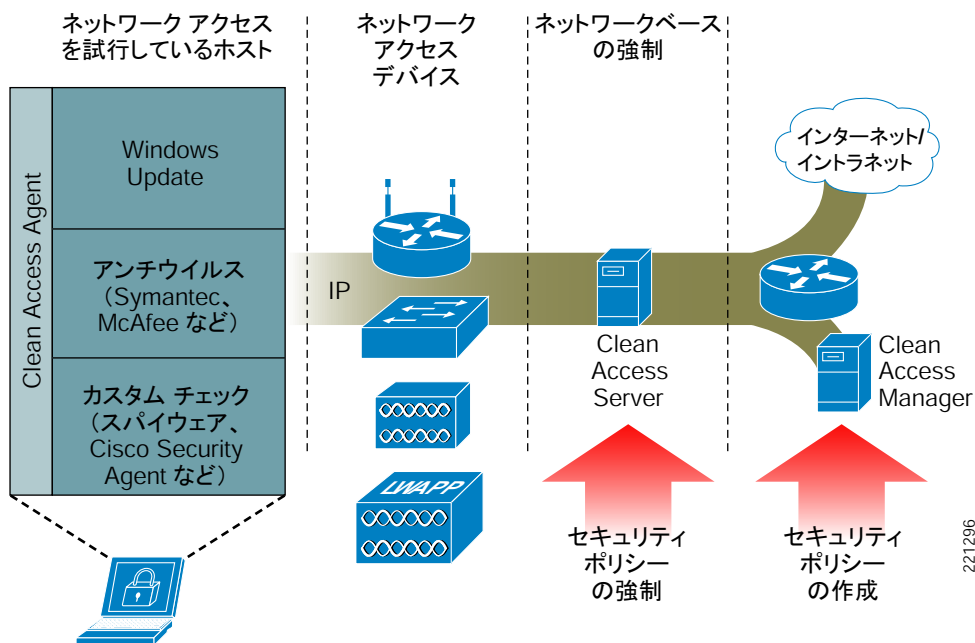 ネットワーク アクセス
を試行しているホスト
ネットワーク
アクセス
デバイス
ネットワークベース
の強制
Clean Access Agent
Windows
Update
アンチウイルス
（Symantec、
McAfee など）
カスタム チェック
（スパイウェア、
Cisco Security
Agent など）
IP
LWAPP
Clean
Access
Server
インターネット/
イントラネット
Clean
Access
Manager
セキュリティ
ポリシー
の強制
セキュリティ
ポリシー
の作成
221296